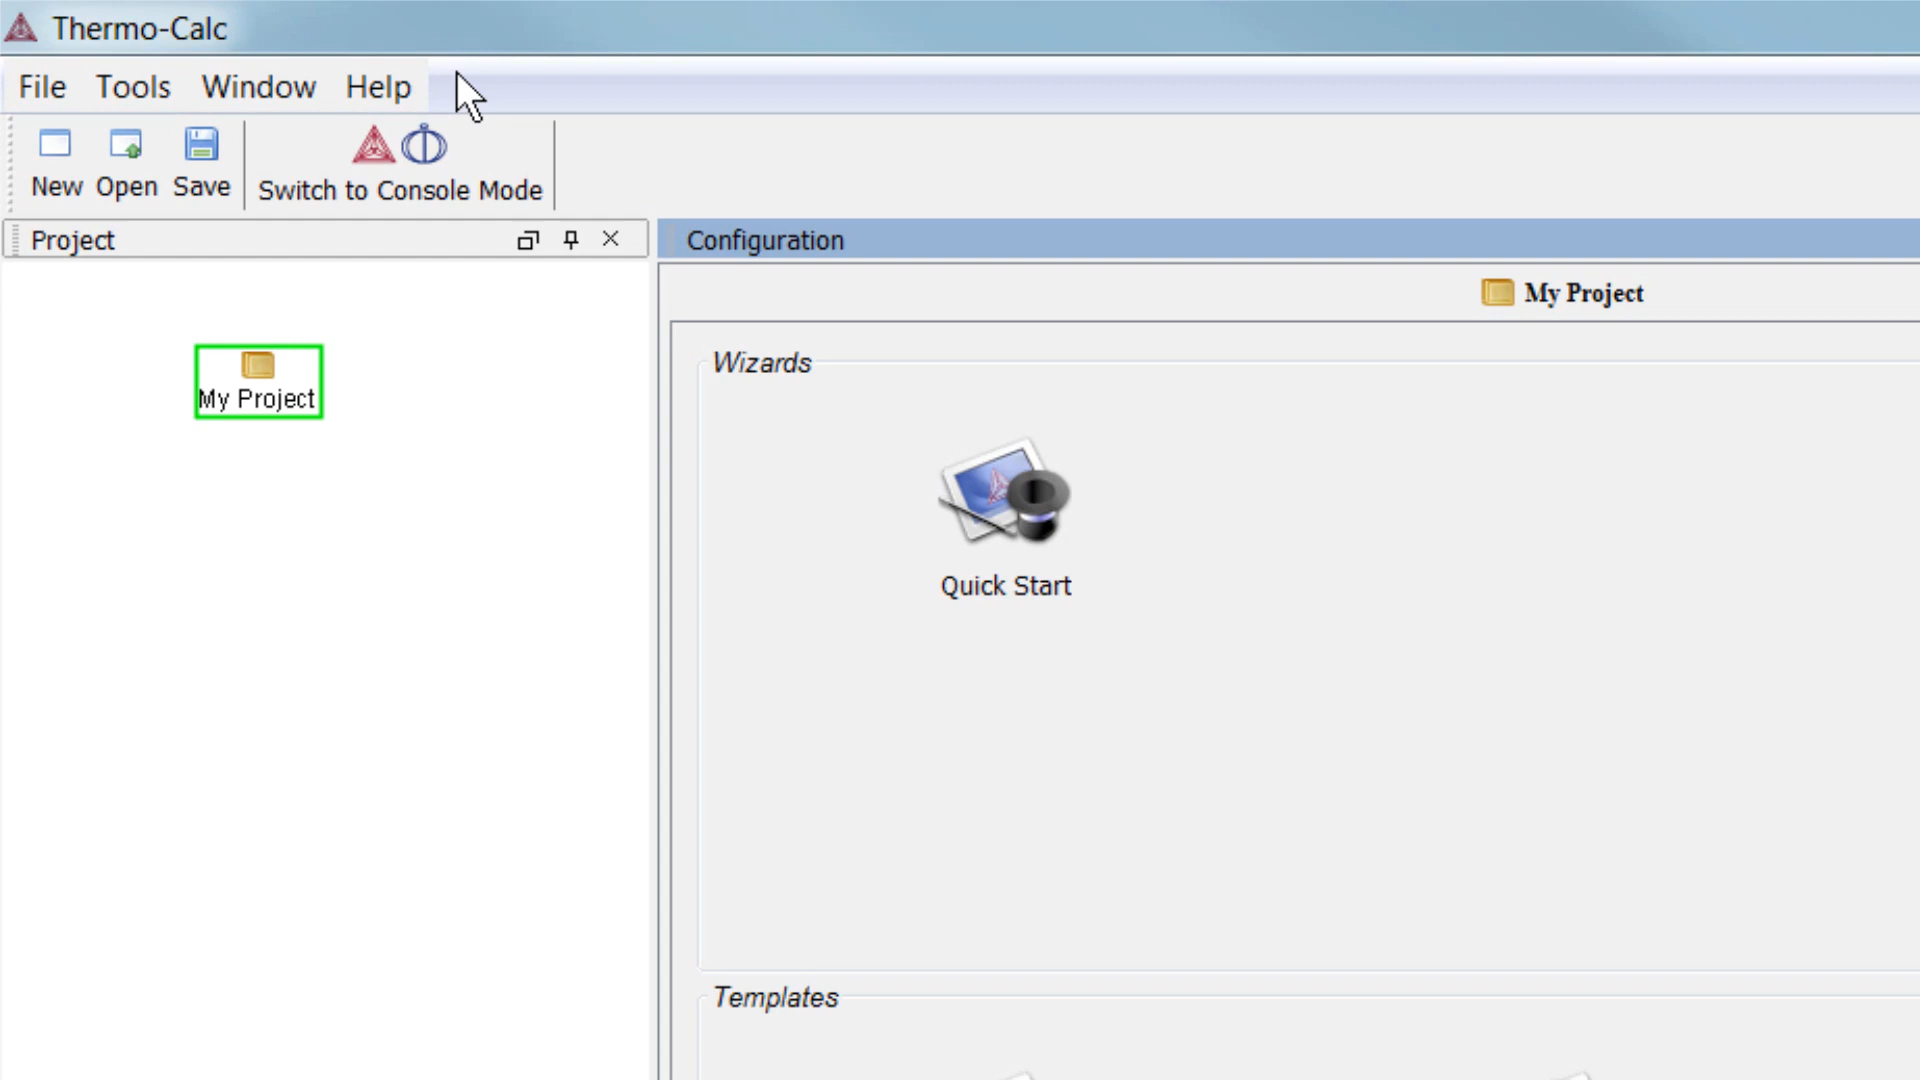 Thermo-Calc
File Tools Window Help
New Open Save Switch to Console Mode
Project
Configuration
My Project
Wizards
My Project
Quick Start
Templates